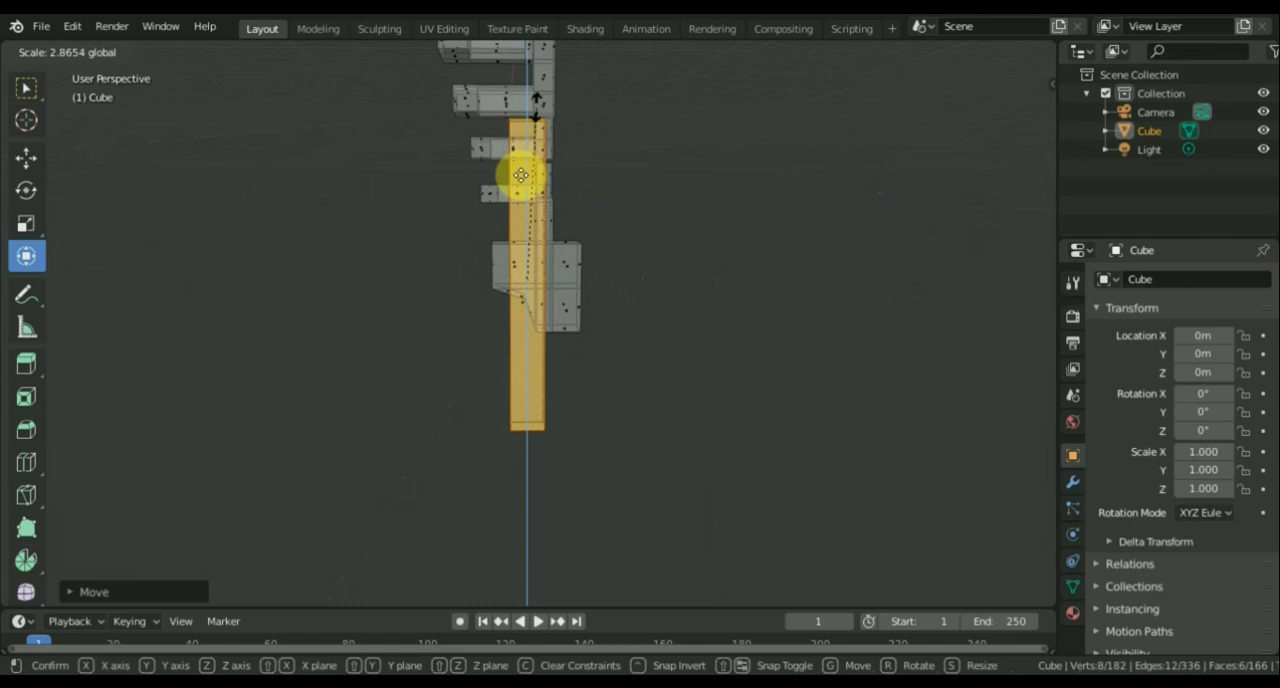 File Edit Render Window Help Layout Modeling Sculpting UV Editing Texture Paint Shading Animation Rendering Compositing Scripting + Scene View Layer
Scale: 2.8654 global
User Perspective
(1) Cube
Scene Collection
Collection
Camera
Cube
Light
Cube
Cube
Transform
Location X 0m
Y 0m
Z 0m
Rotation X 0°
Y 0°
Z 0°
Scale X 1.000
Y 1.000
Z 1.000
Rotation Mode XYZ Eule
Delta Transform
Relations
Collections
Instancing
Motion Paths
Move
Playback Keying View Marker 1 Start: 1 End: 250
1
Confirm X X axis Y Y axis Z Z axis X X plane Y Y plane Z Z plane C Clear Constraints Snap Invert Snap Toggle G Move R Rotate S Resize Cube | Verts:8/182 | Edges:12/336 | Faces:6/166 |